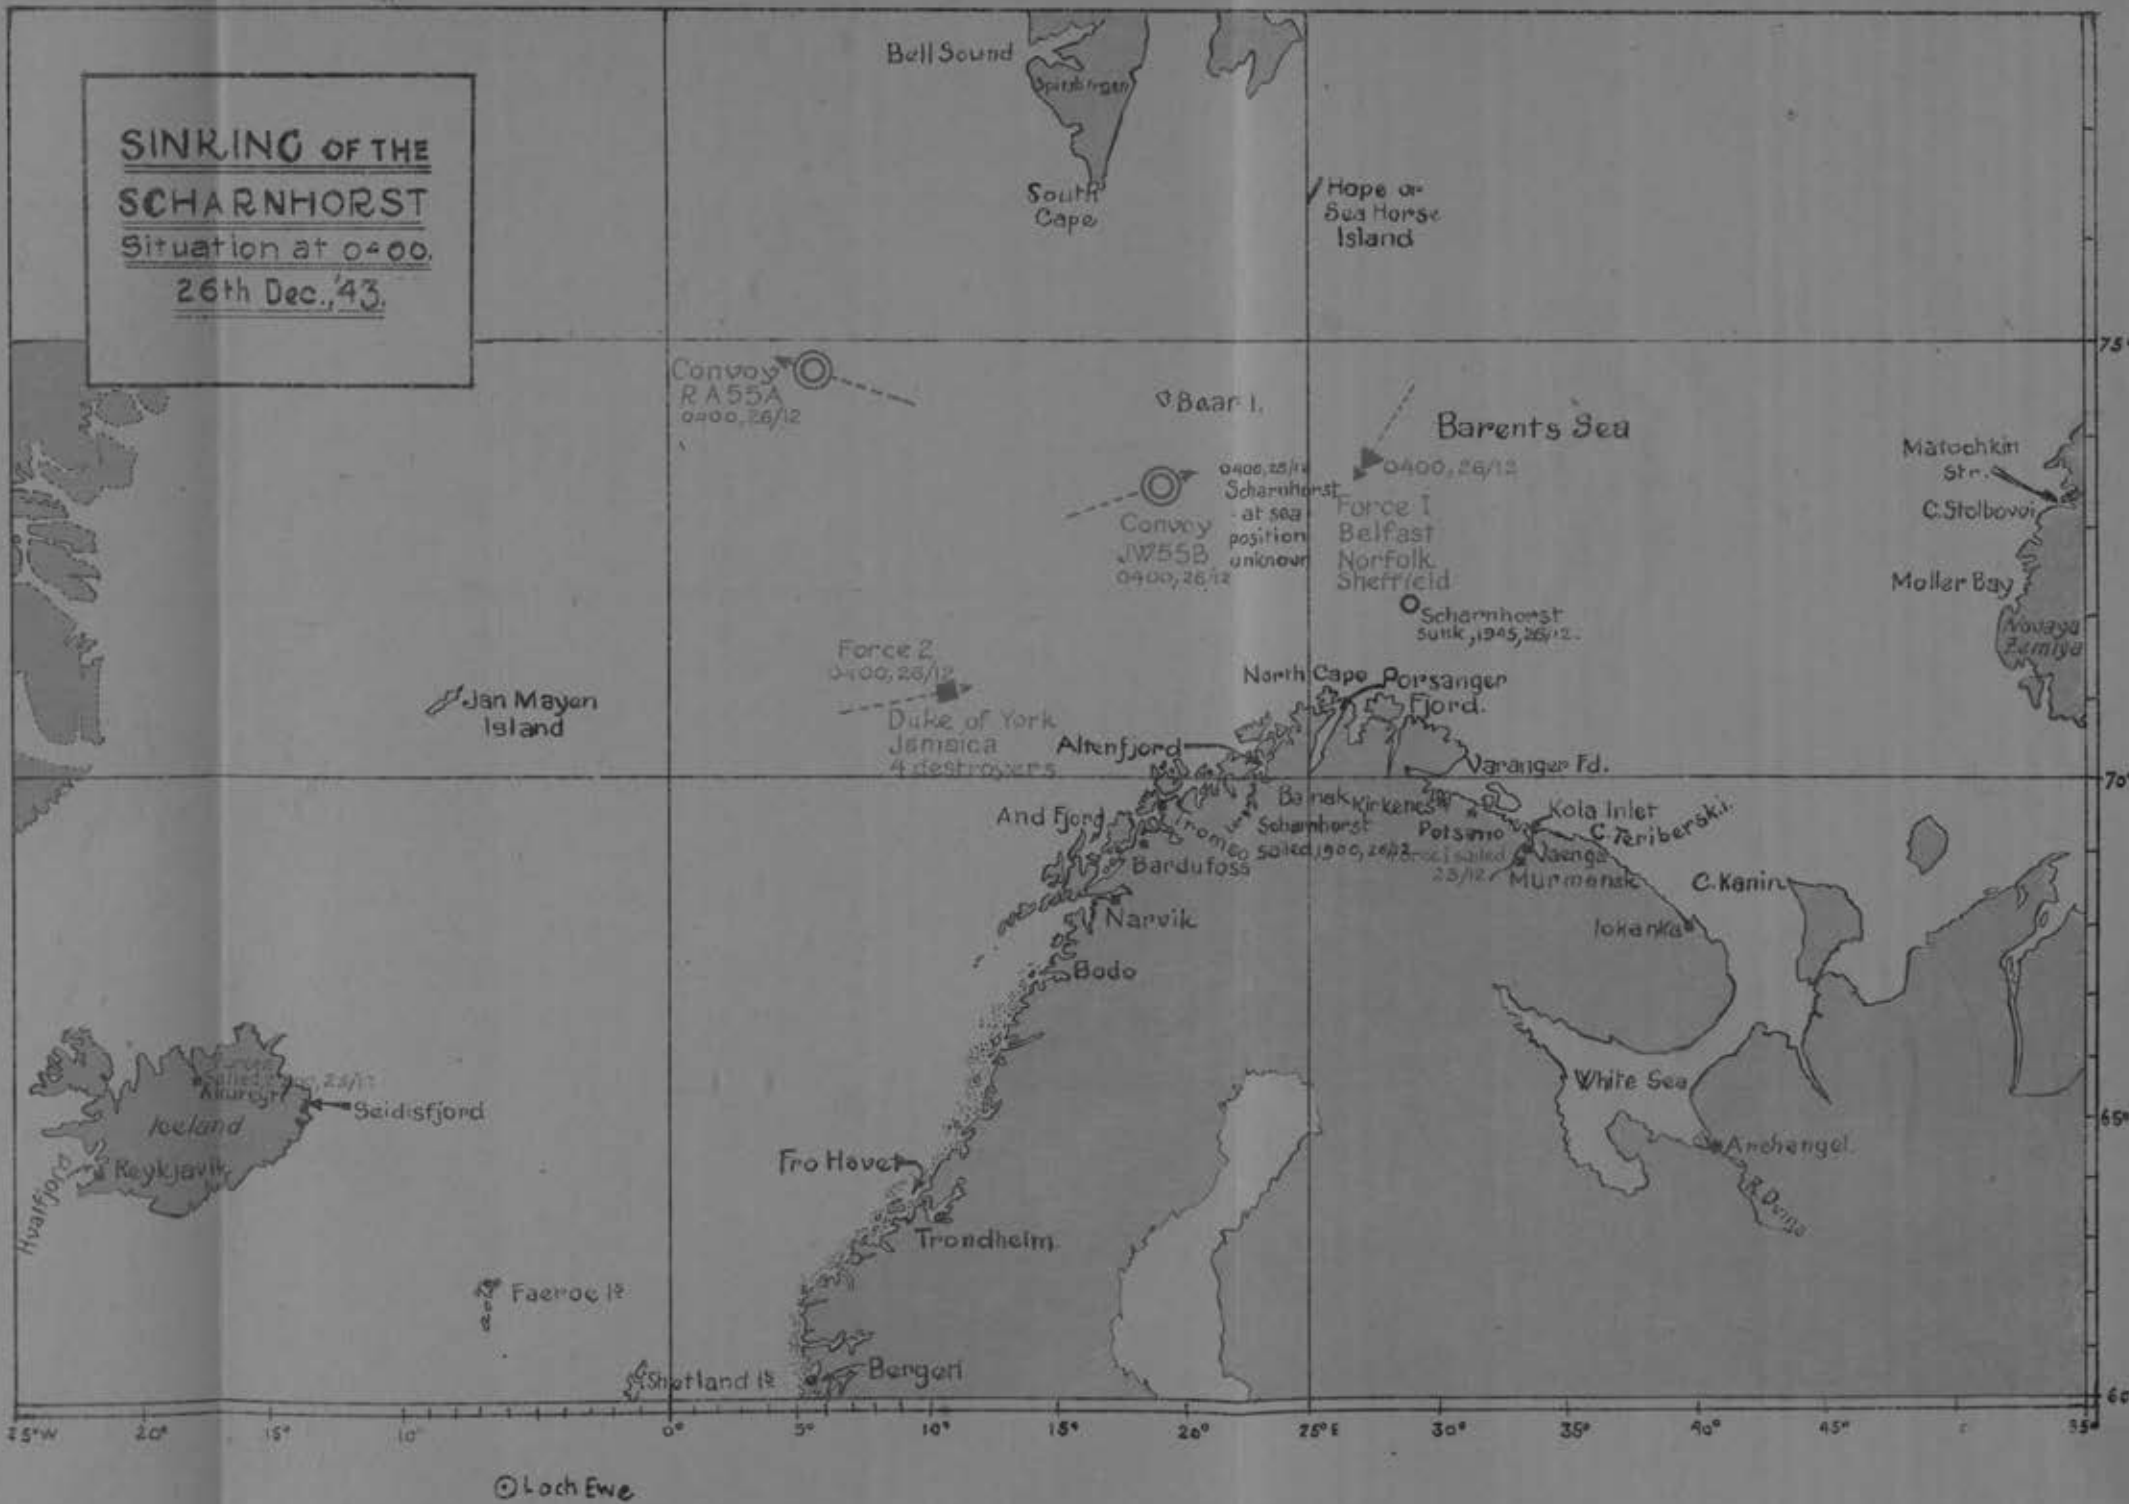 SINKING OF THE
SCHARNHORST
Situation at 0400.
26th Dec., '43.
Bell Sound
Spitsbergen
South
Cape
Hope or
Sea Horse
Island
75°
Convoy
RA55A
0400, 26/12
Bear I.
Barents Sea
0400, 26/12
Scharnhorst
at sea
position
unknown
Convoy
JW55B
0400, 26/12
Force 1
Belfast
Norfolk
Sheffield
Scharnhorst
sunk, 1945, 26/12.
Matochkin
Str.
C. Stolbovoi
Moller Bay
Novaya
Zemlya
Force 2
0400, 26/12
Duke of York
Jamaica
4 destroyers
Jan Mayen
Island
North Cape
Porsanger
Fjord.
Altenfjord
Varanger Fd.
70°
And Fjord
Tromso
Banak
Kirkenes
Scharnhorst
Sailed, 1900,
Petsamo
Kola Inlet
C. Teriberski.
Vaenga
Force 1 sailed
23/12
Murmansk
Bardufoss
C. Kanin
Narvik
Iokanka
Bodo
White Sea
sailed 23/12
Akureyri
Seidisfjord
Iceland
Reykjavik
Hvalfjord
65°
Archangel.
R. Dvina
Fro Havet
Trondheim.
Faeroe Is
Shetland Is
Bergen
60
25°W 20° 15° 10° 0° 5° 10° 15° 20° 25°E 30° 35° 40° 45° 55°
Loch Ewe